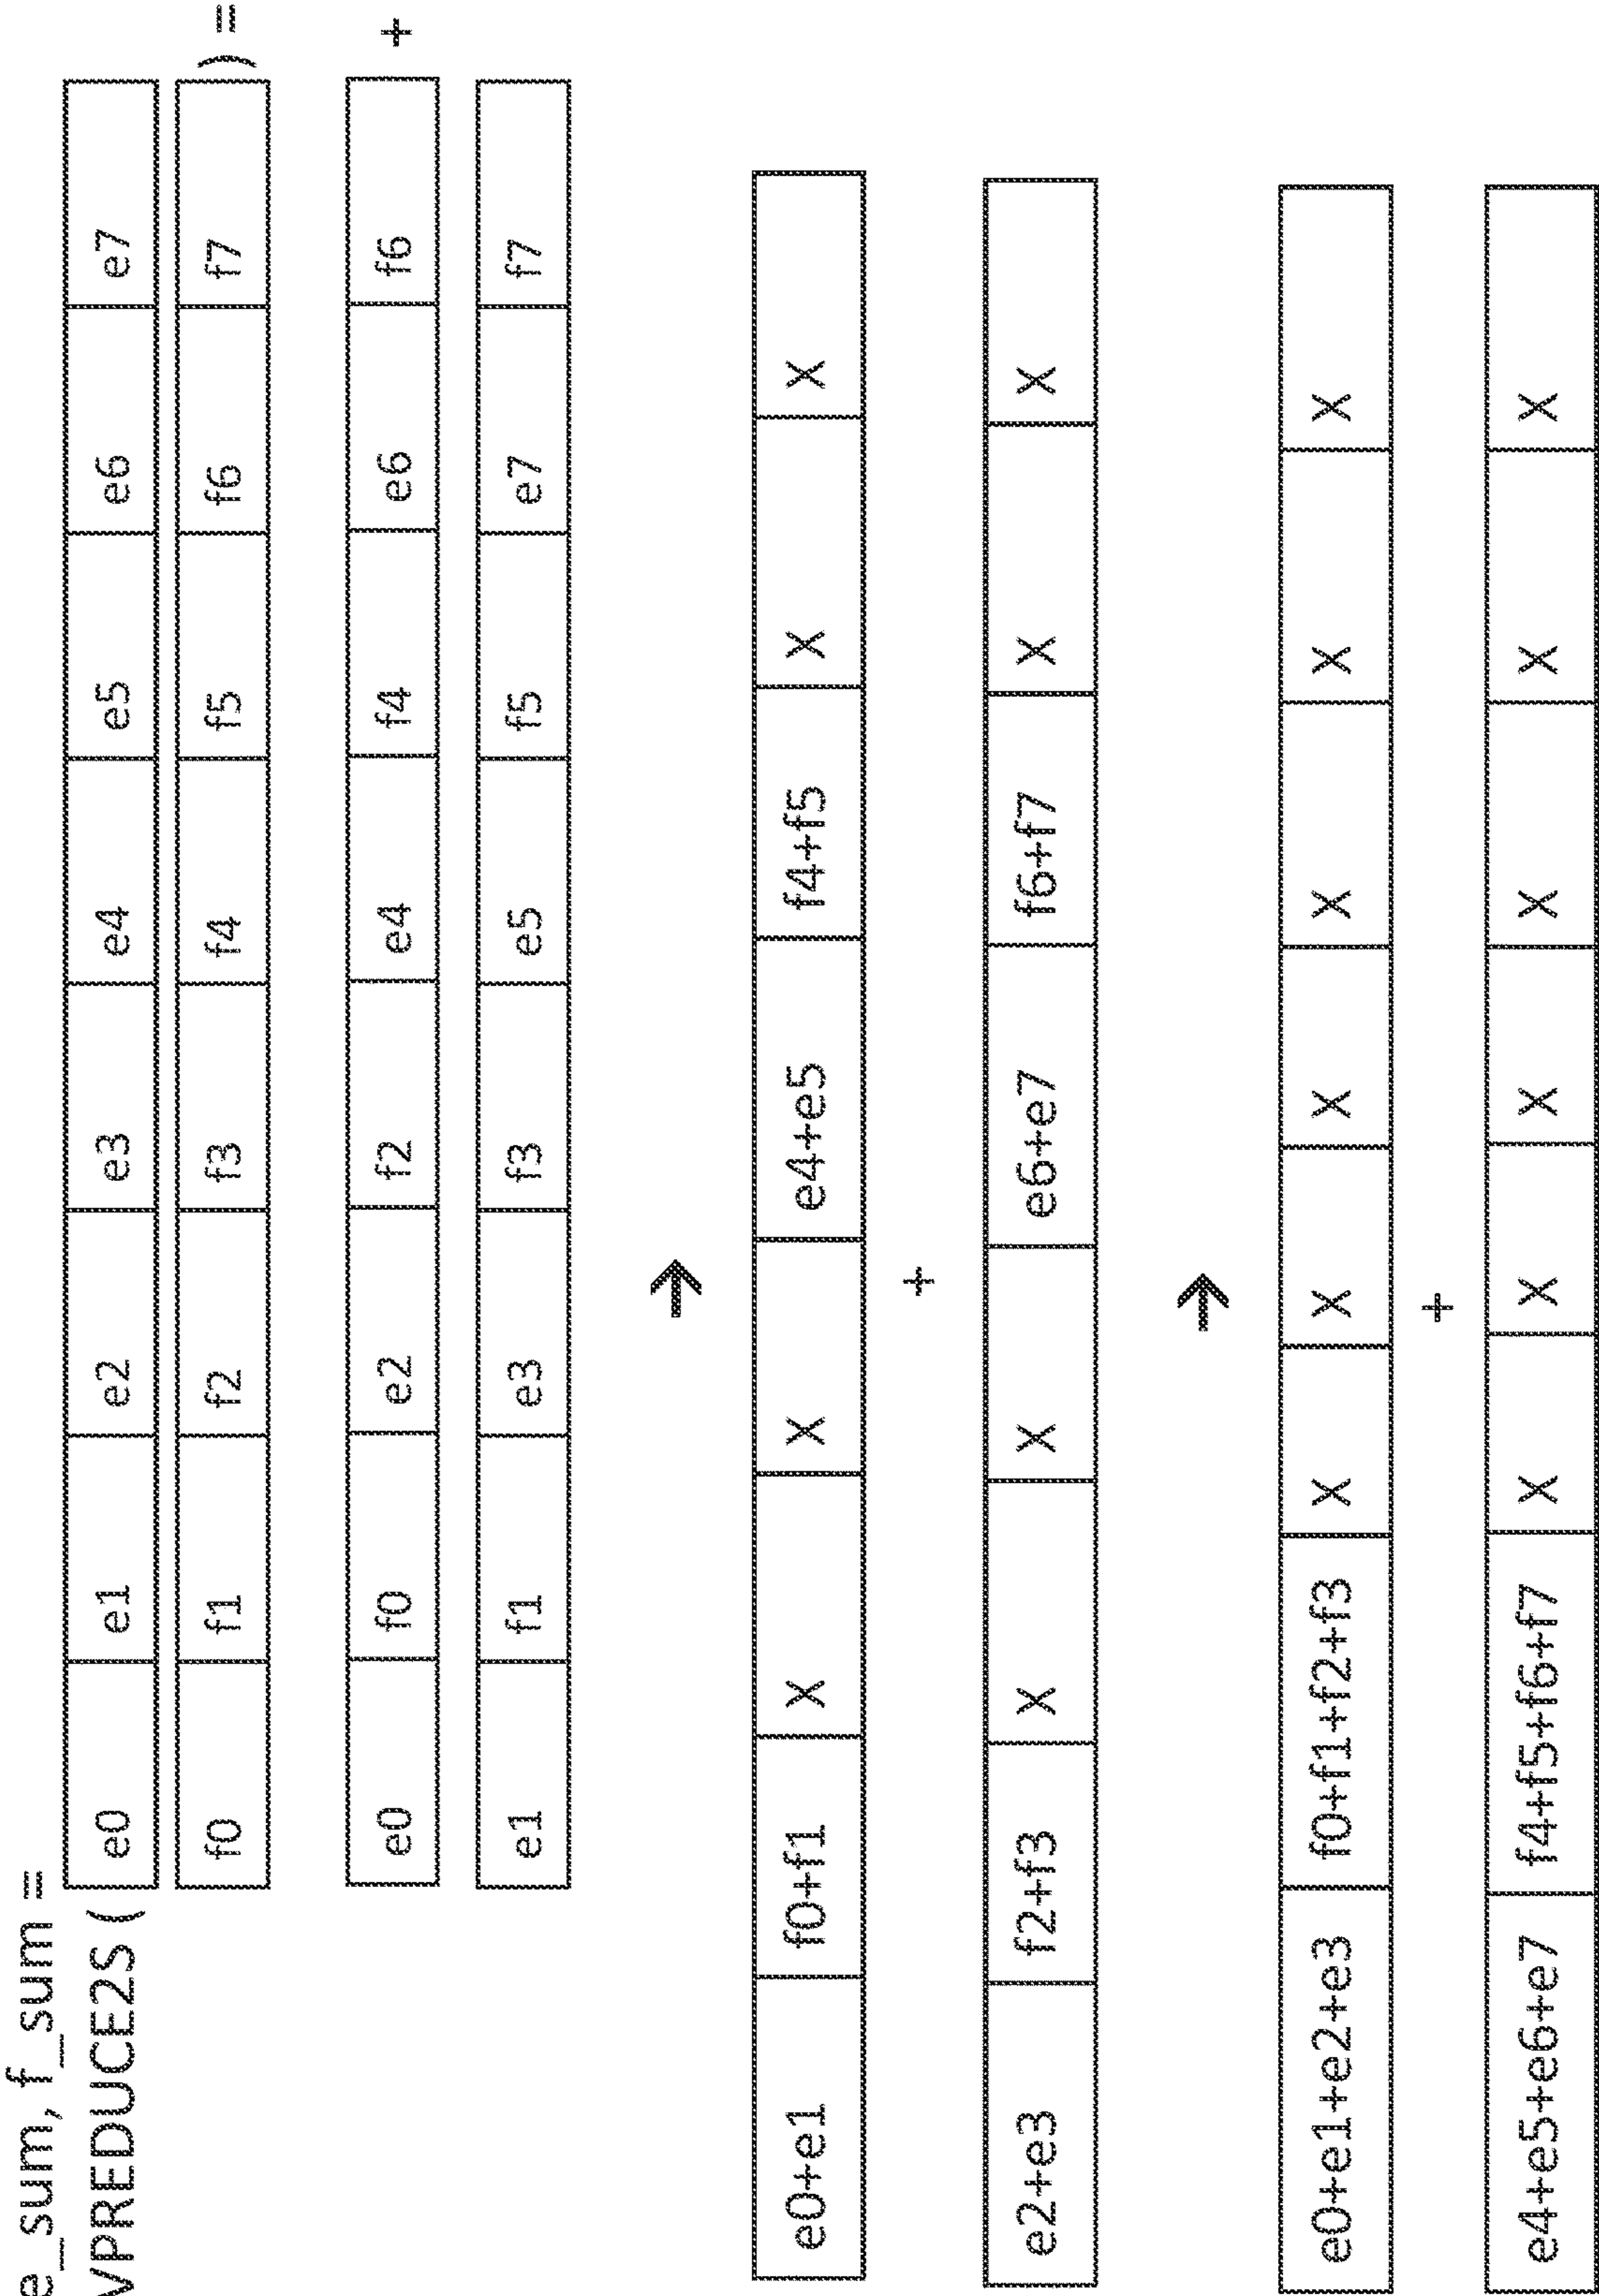 e_sum, f_sum =
VPREDUCE2S (
e0 e1 e2 e3 e4 e5 e6 e7
f0 f1 f2 f3 f4 f5 f6 f7 ) =
e0 f0 e2 f2 e4 f4 e6 f6 +
e1 f1 e3 f3 e5 f5 e7 f7
→
e0+e1 f0+f1 X X e4+e5 f4+f5 X X
+
e2+e3 f2+f3 X X e6+e7 f6+f7 X X
→
e0+e1+e2+e3 f0+f1+f2+f3 X X X X X X
+
e4+e5+e6+e7 f4+f5+f6+f7 X X X X X X